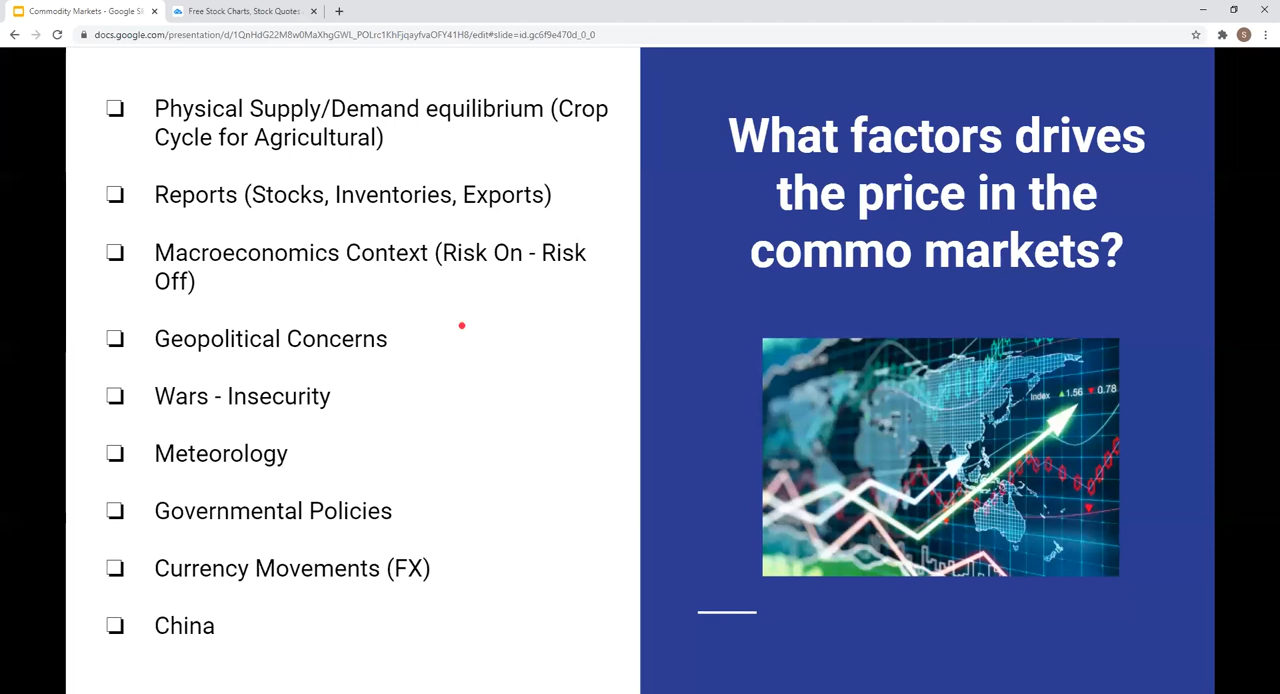 Commodity Markets - Google Sl
Free Stock Charts, Stock Quotes
docs.google.com/presentation/d/1QnHdG22M8w0MaXhgGWL_POLrc1KhFjqayfvaOFY41H8/edit#slide=id.gc6f9e470d_0_0
S
Physical Supply/Demand equilibrium (Crop
Cycle for Agricultural)
Reports (Stocks, Inventories, Exports)
Macroeconomics Context (Risk On - Risk
Off)
Geopolitical Concerns
Wars - Insecurity
Meteorology
Governmental Policies
Currency Movements (FX)
China
What factors drives
the price in the
commo markets?
Index ▲1.56 ▼0.78